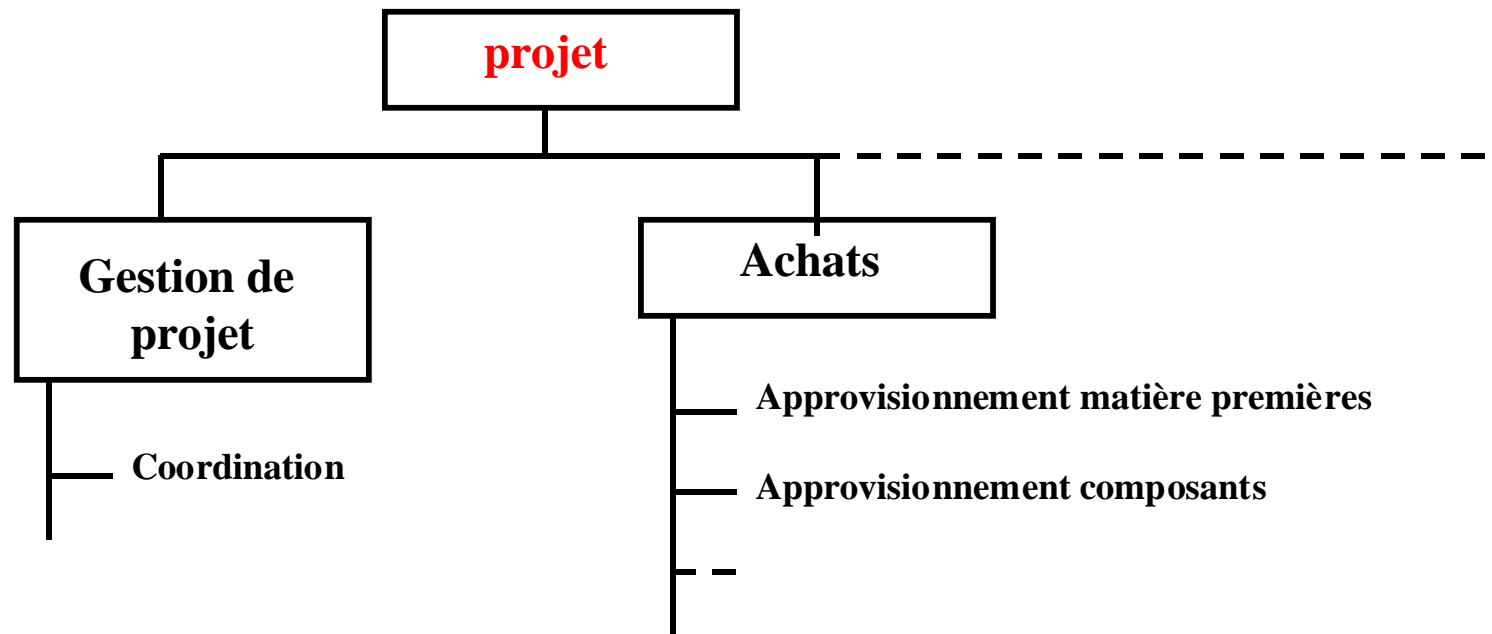 projet
Gestion de
projet
Coordination
Achats
Approvisionnement matière premières
Approvisionnement composants